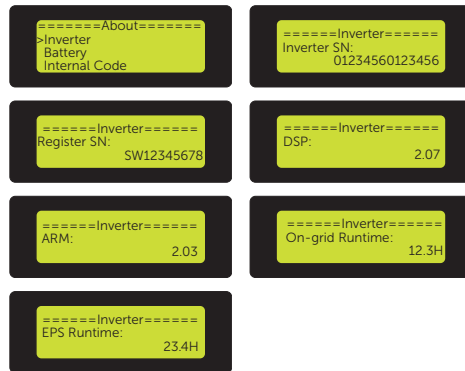 =======About=======
>Inverter
Battery
Internal Code
======Inverter======
Inverter SN:
01234560123456
======Inverter======
Register SN:
SW12345678
======Inverter======
DSP:
2.07
======Inverter======
ARM:
2.03
======Inverter======
On-grid Runtime:
12.3H
======Inverter======
EPS Runtime:
23.4H